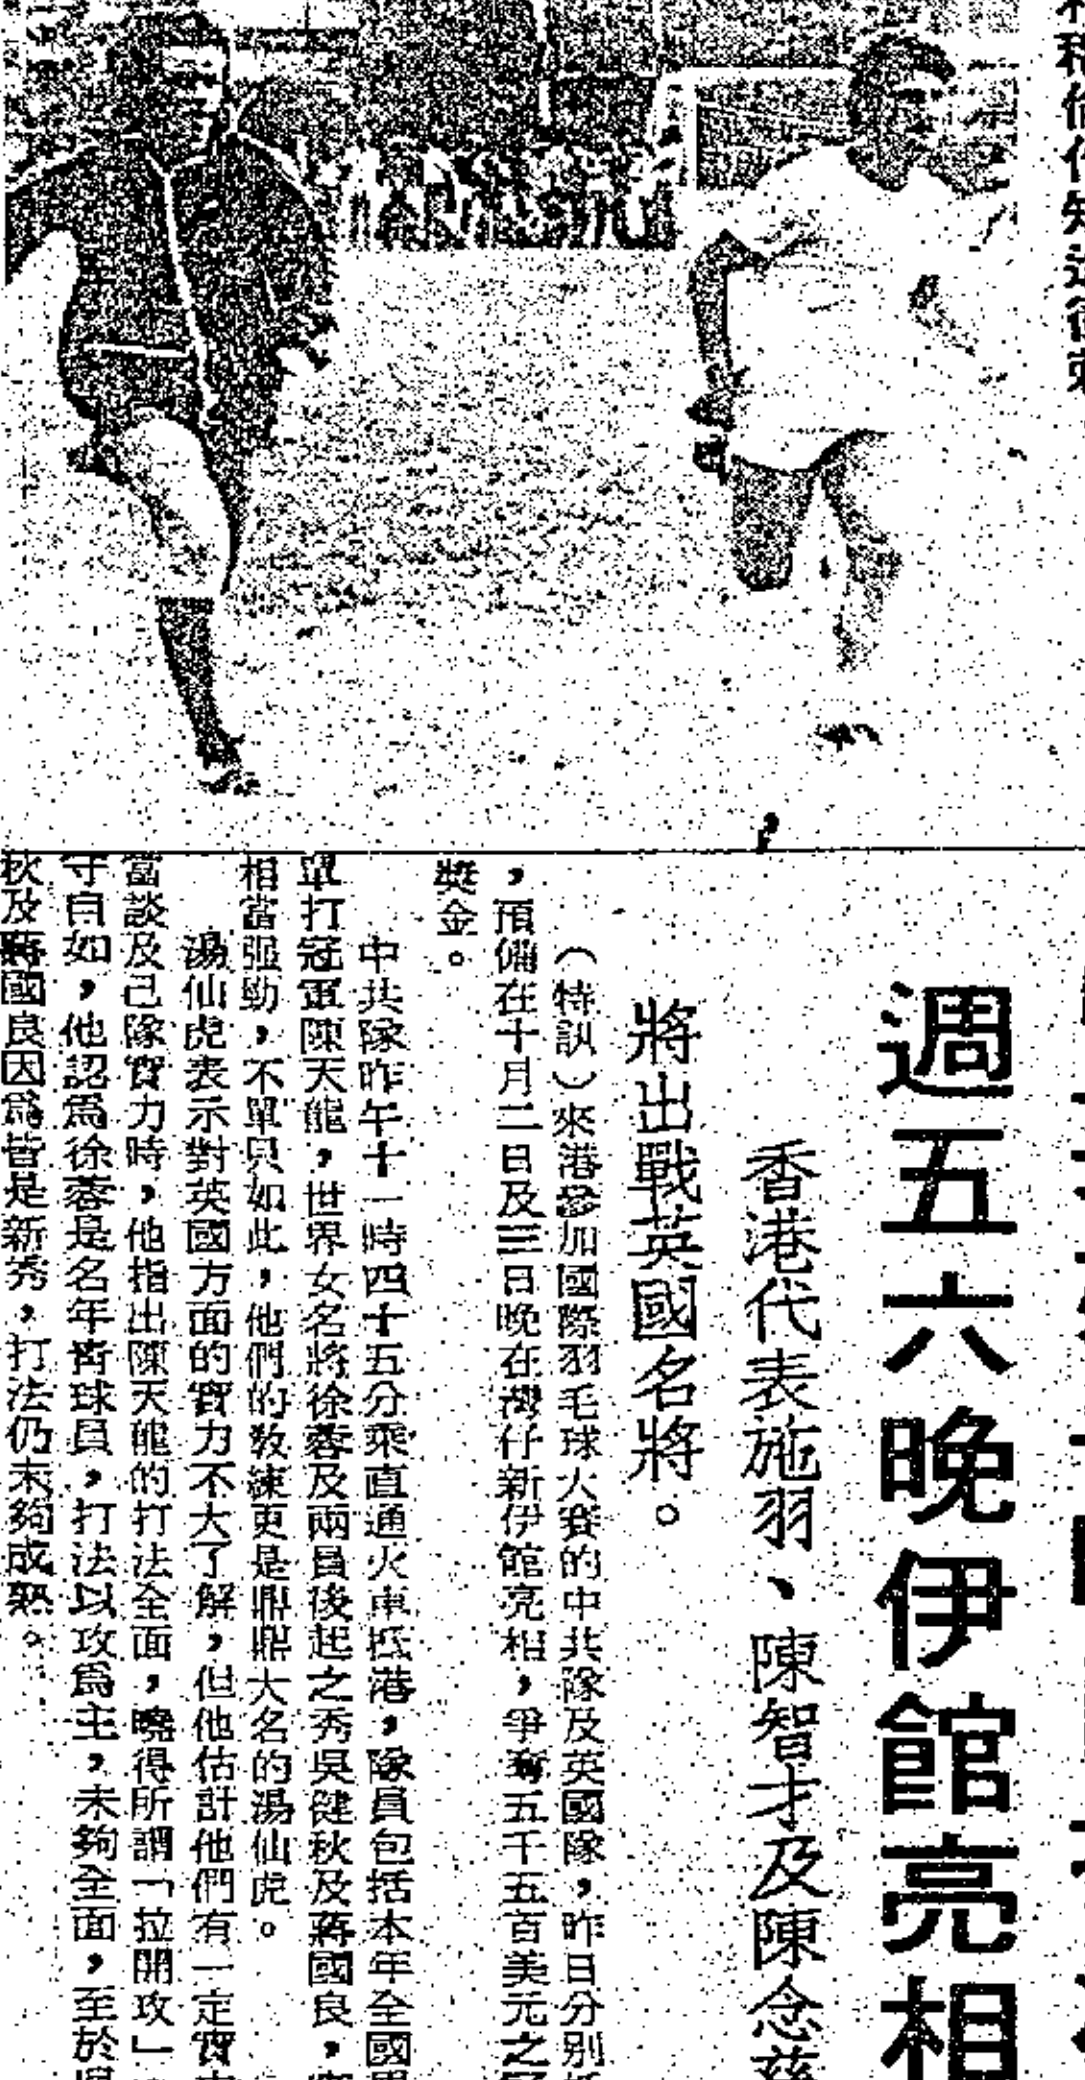 週五六晚伊館亮相
香港代表施羽、陳智才及陳念慈
將出戰英國名將。
（特訊）來港參加國際羽毛球大賽的中共隊及英國隊，昨日分別抵
，預備在十月二日及三日晚在灣仔新伊館亮相，爭奪五千五百美元之
獎金。
中共隊昨午十一時四十五分乘直通火車抵港，隊員包括本年全國男
單打冠軍陳天龍，世界女名將徐蓉及兩員後起之秀吳健秋及蔣國良，
相當强勁，不單只如此，他們的教練更是鼎鼎大名的湯仙虎。
湯仙虎表示對英國方面的實力不大了解，但他估計他們有一定實
當談及己隊實力時，他指出陳天龍的打法全面，曉得所謂「拉開攻」
守自如，他認爲徐蓉是名年靑球員，打法以攻爲主，未夠全面，至於
秋及蔣國良因爲皆是新秀，打法仍未夠成熟。